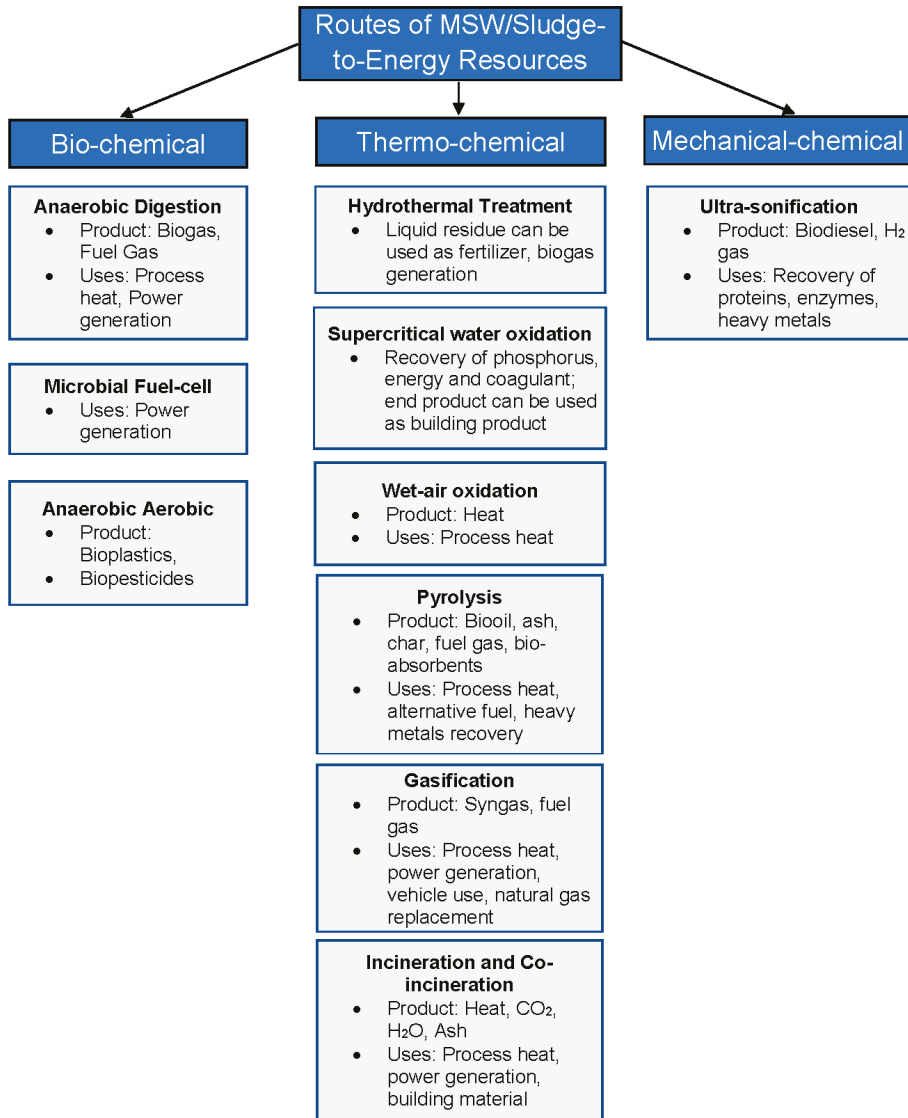 Routes of MSW/Sludge-
to-Energy Resources
Bio-chemical
Anaerobic Digestion
• Product: Biogas,
Fuel Gas
• Uses: Process
heat, Power
generation
Microbial Fuel-cell
• Uses: Power
generation
Anaerobic Aerobic
• Product:
Bioplastics,
• Biopesticides
Thermo-chemical
Hydrothermal Treatment
• Liquid residue can be
used as fertilizer, biogas
generation
Supercritical water oxidation
• Recovery of phosphorus,
energy and coagulant;
end product can be used
as building product
Wet-air oxidation
• Product: Heat
• Uses: Process heat
Pyrolysis
• Product: Biooil, ash,
char, fuel gas, bio-
absorbents
• Uses: Process heat,
alternative fuel, heavy
metals recovery
Gasification
• Product: Syngas, fuel
gas
• Uses: Process heat,
power generation,
vehicle use, natural gas
replacement
Incineration and Co-
incineration
• Product: Heat, CO₂,
H₂O, Ash
• Uses: Process heat,
power generation,
building material
Mechanical-chemical
Ultra-sonification
• Product: Biodiesel, H₂
gas
• Uses: Recovery of
proteins, enzymes,
heavy metals